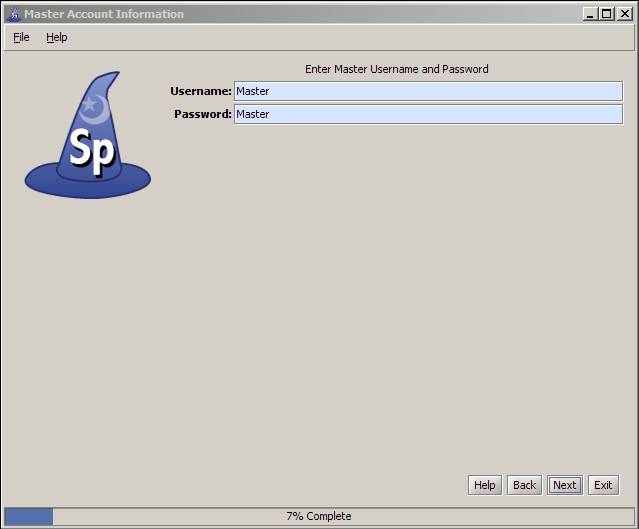 Master Account Information
File Help
Enter Master Username and Password
Username: Master
Password: Master
Sp
Help Back Next Exit
7% Complete